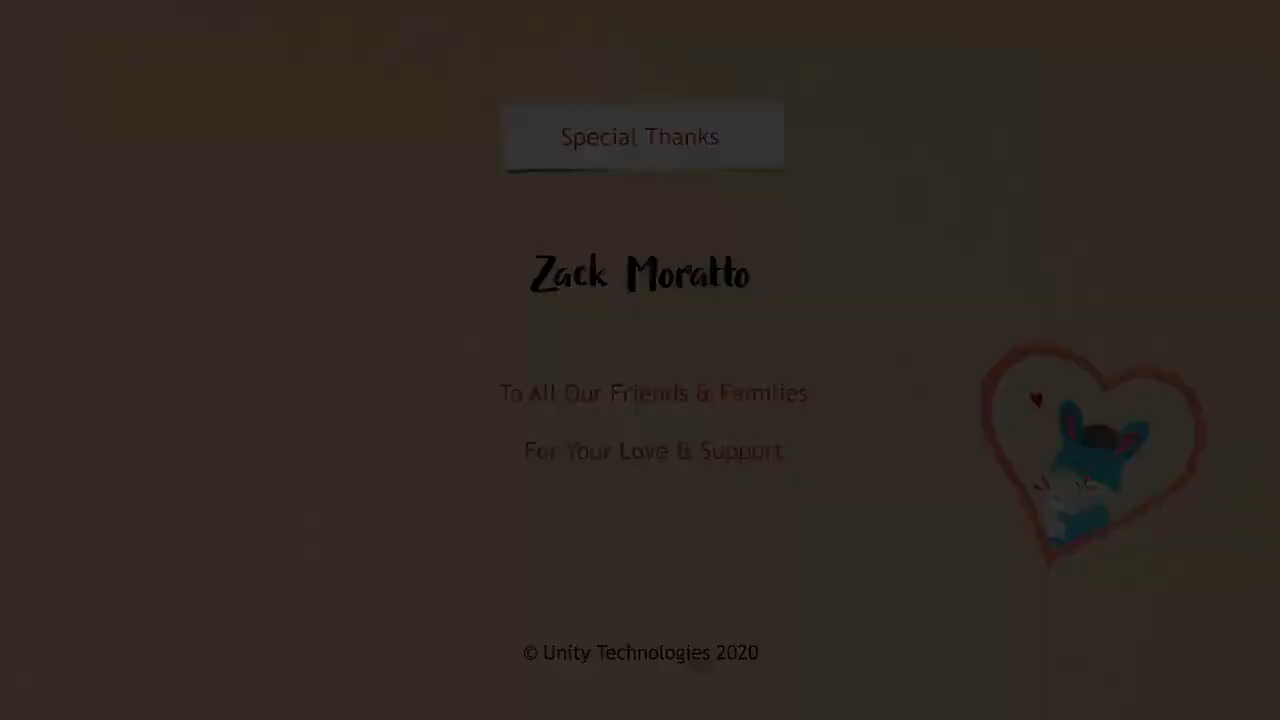 Special Thanks
Zack Moratto
To All Our Friends & Families
For Your Love & Support
© Unity Technologies 2020